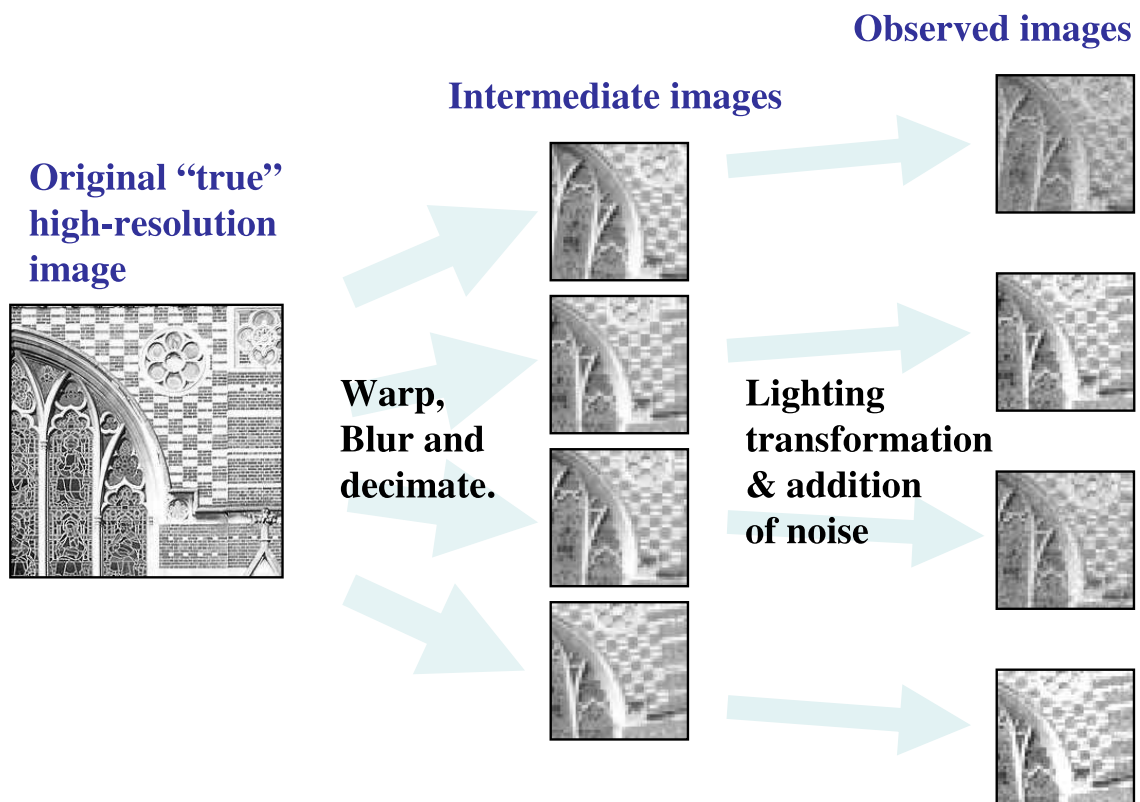 Observed images
Intermediate images
Original “true”
high-resolution
image
Warp,
Blur and
decimate.
Lighting
transformation
& addition
of noise